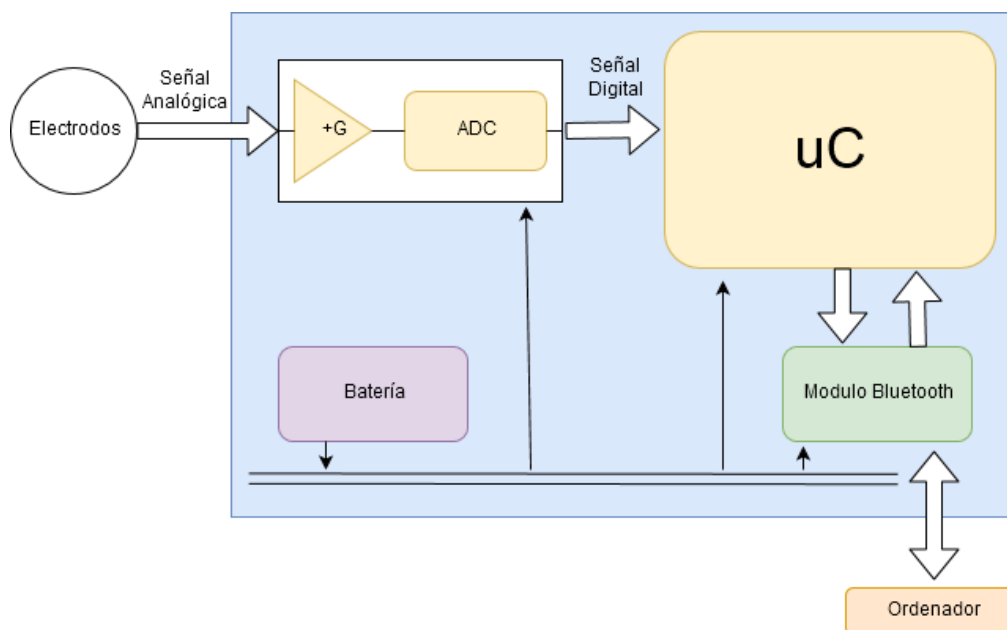 Señal
Analógica
Electrodos
+G
ADC
Señal
Digital
uC
Batería
Modulo Bluetooth
Ordenador